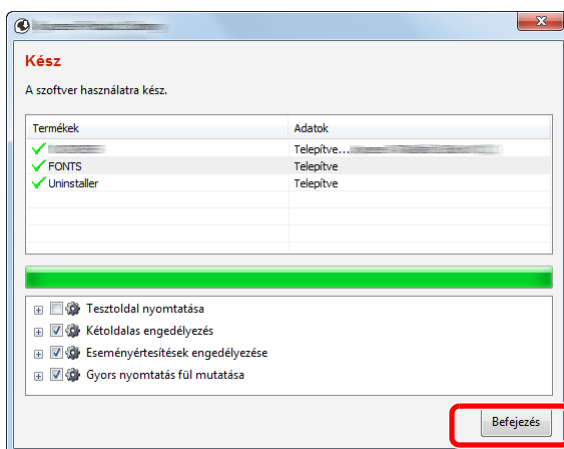 Kész
A szoftver használatra kész.
Termékek Adatok
Telepítve...
FONTS Telepítve
Uninstaller Telepítve
Tesztoldal nyomtatása
Kétoldalas engedélyezés
Eseményértesítések engedélyezése
Gyors nyomtatás fül mutatása
Befejezés